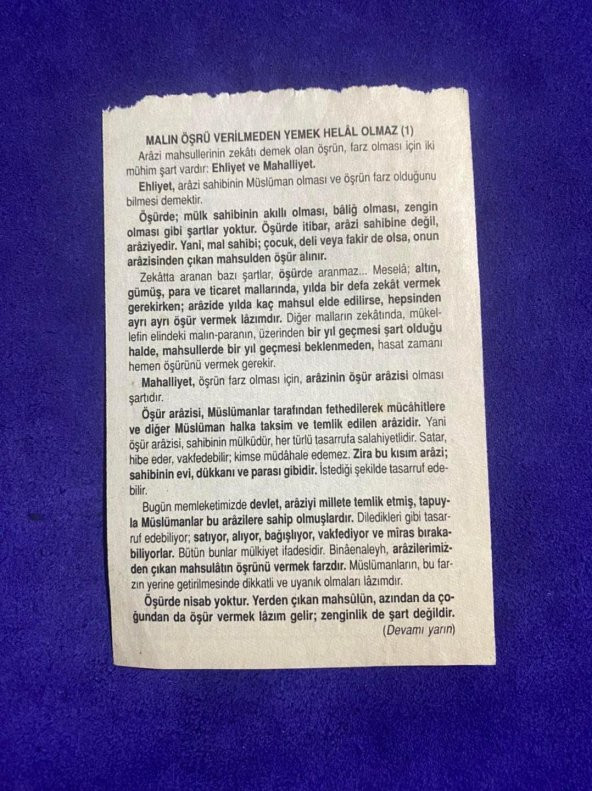 MALIN ÖŞRÜ VERİLMEDEN YEMEK HELÂL OLMAZ (1)
Arâzi mahsullerinin zekâtı demek olan öşrün, farz olması için iki
mühim şart vardır: Ehliyet ve Mahalliyet.
Ehliyet, arâzi sahibinin Müslüman olması ve öşrün farz olduğunu
bilmesi demektir.
Öşürde; mülk sahibinin akıllı olması, bâliğ olması, zengin
olması gibi şartlar yoktur. Öşürde itibar, arâzi sahibine değil,
arâziyedir. Yani, mal sahibi; çocuk, deli veya fakir de olsa, onun
arâzisinden çıkan mahsulden öşür alınır.
Zekâtta aranan bazı şartlar, öşürde aranmaz... Meselâ; altın,
gümüş, para ve ticaret mallarında, yılda bir defa zekât vermek
gerekirken; arâzide yılda kaç mahsul elde edilirse, hepsinden
ayrı ayrı öşür vermek lâzımdır. Diğer malların zekâtında, mükel-
lefin elindeki malın-paranın, üzerinden bir yıl geçmesi şart olduğu
halde, mahsullerde bir yıl geçmesi beklenmeden, hasat zamanı
hemen öşürünü vermek gerekir.
Mahalliyet, öşrün farz olması için, arâzinin öşür arâzisi olması
şartıdır.
Öşür arâzisi, Müslümanlar tarafından fethedilerek mücâhitlere
ve diğer Müslüman halka taksim ve temlik edilen arâzidir. Yani
öşür arâzisi, sahibinin mülküdür, her türlü tasarrufa salahiyetlidir. Satar,
hibe eder, vakfedebilir; kimse müdâhale edemez. Zira bu kısım arâzi;
sahibinin evi, dükkanı ve parası gibidir. İstediği şekilde tasarruf ede-
bilir.
Bugün memleketimizde devlet, arâziyi millete temlik etmiş, tapuy-
la Müslümanlar bu arâzilere sahip olmuşlardır. Diledikleri gibi tasar-
ruf edebiliyor; satıyor, alıyor, bağışlıyor, vakfediyor ve mîras bıraka-
biliyorlar. Bütün bunlar mülkiyet ifadesidir. Binâenaleyh, arâzilerimiz-
den çıkan mahsulâtın öşrünü vermek farzdır. Müslümanların, bu far-
zın yerine getirilmesinde dikkatli ve uyanık olmaları lâzımdır.
Öşürde nisab yoktur. Yerden çıkan mahsûlün, azından da ço-
ğundan da öşür vermek lâzım gelir; zenginlik de şart değildir.
(Devamı yarın)